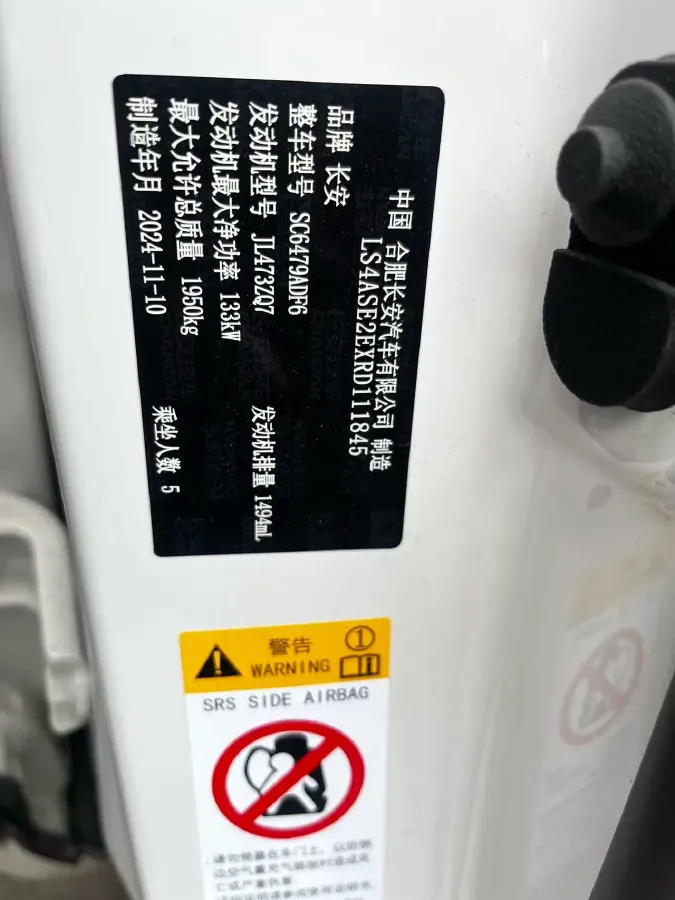 中国 合肥长安汽车有限公司 制造
LS4ASE2EXRD111845
品牌 长安
整车型号 SC6479ADF6
发动机型号 JL473ZQ7 发动机排量 1494mL
发动机最大净功率 133kW
最大允许总质量 1950kg
制造年月 2024-11-10 乘坐人数 5
警告
WARNING
SRS SIDE AIRBAG